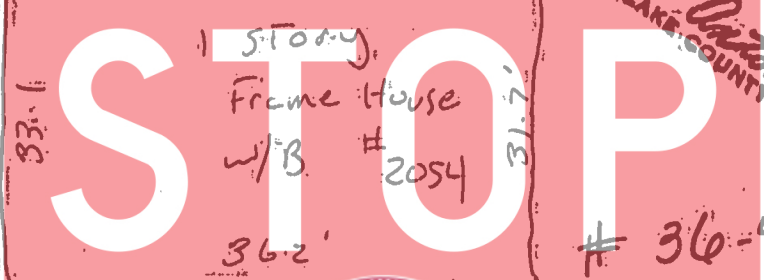 STOP
1 story
Frame House
w/B # 2054
33.1
31.7'
36.2'
# 36-
LAKE COUNTY